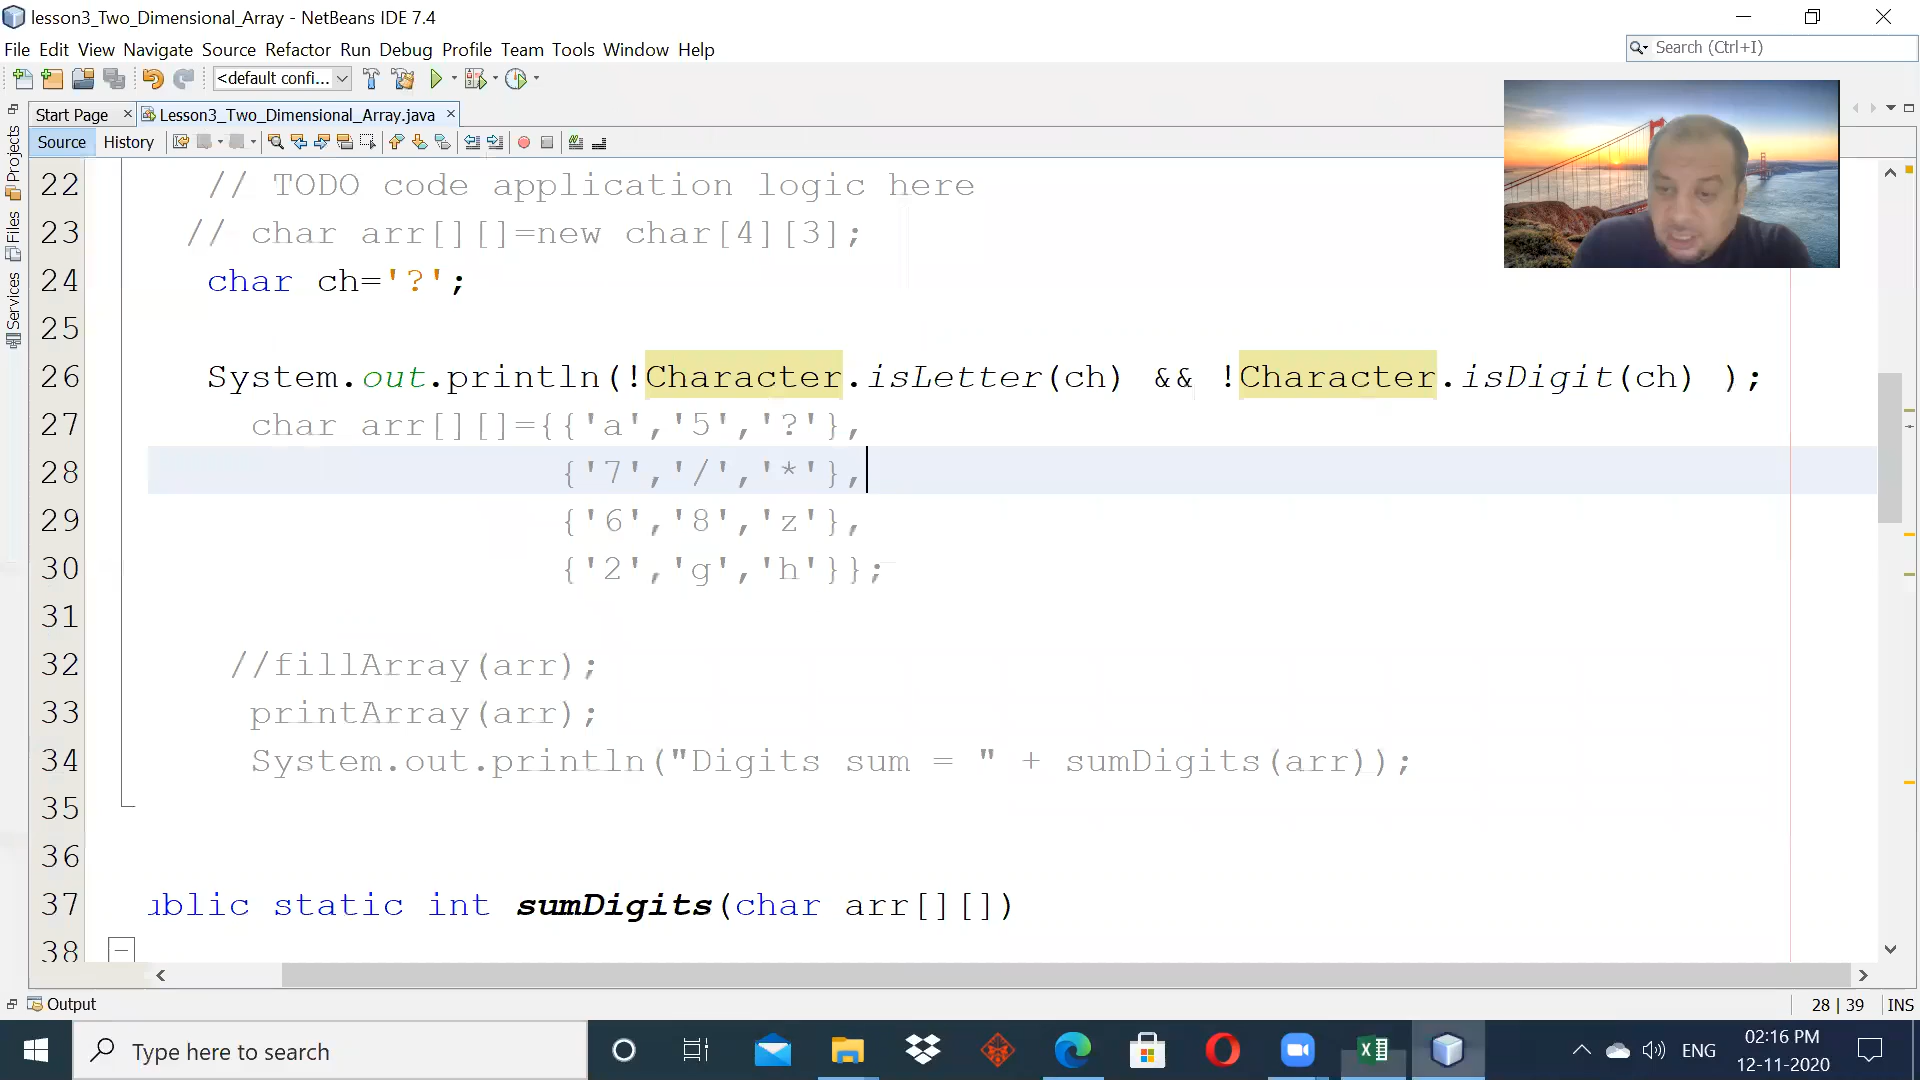 lesson3_Two_Dimensional_Array - NetBeans IDE 7.4
File Edit View Navigate Source Refactor Run Debug Profile Team Tools Window Help
Search (Ctrl+I)
<default confi...
Start Page
Lesson3_Two_Dimensional_Array.java
Source History
Projects
Files
Services
22 // TODO code application logic here
23 // char arr[][]=new char[4][3];
24 char ch='?';
25
26 System.out.println(!Character.isLetter(ch) && !Character.isDigit(ch) );
27 char arr[][]={{'a','5','?'},
28 {'7','/','*'},
29 {'6','8','z'},
30 {'2','g','h'}};
31
32 //fillArray(arr);
33 printArray(arr);
34 System.out.println("Digits sum = " + sumDigits(arr));
35
36
37 ublic static int sumDigits(char arr[][])
38
Output
28 | 39 INS
Type here to search
ENG
02:16 PM
12-11-2020